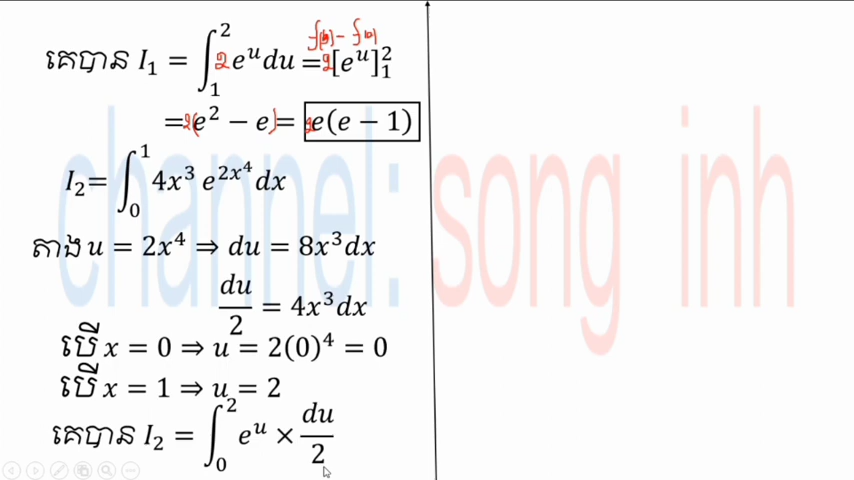 f(b) - f(a)
គេបាន I₁ = ∫₁² 2eᵘdu = 2[eᵘ]₁²
= 2(e² − e) = 2e(e − 1)
I₂= ∫₀¹ 4x³ e^(2x⁴) dx
តាង u = 2x⁴ ⇒ du = 8x³dx
du/2 = 4x³dx
បើ x = 0 ⇒ u = 2(0)⁴ = 0
បើ x = 1 ⇒ u = 2
គេបាន I₂ = ∫₀² eᵘ × du/2
channel: song inh